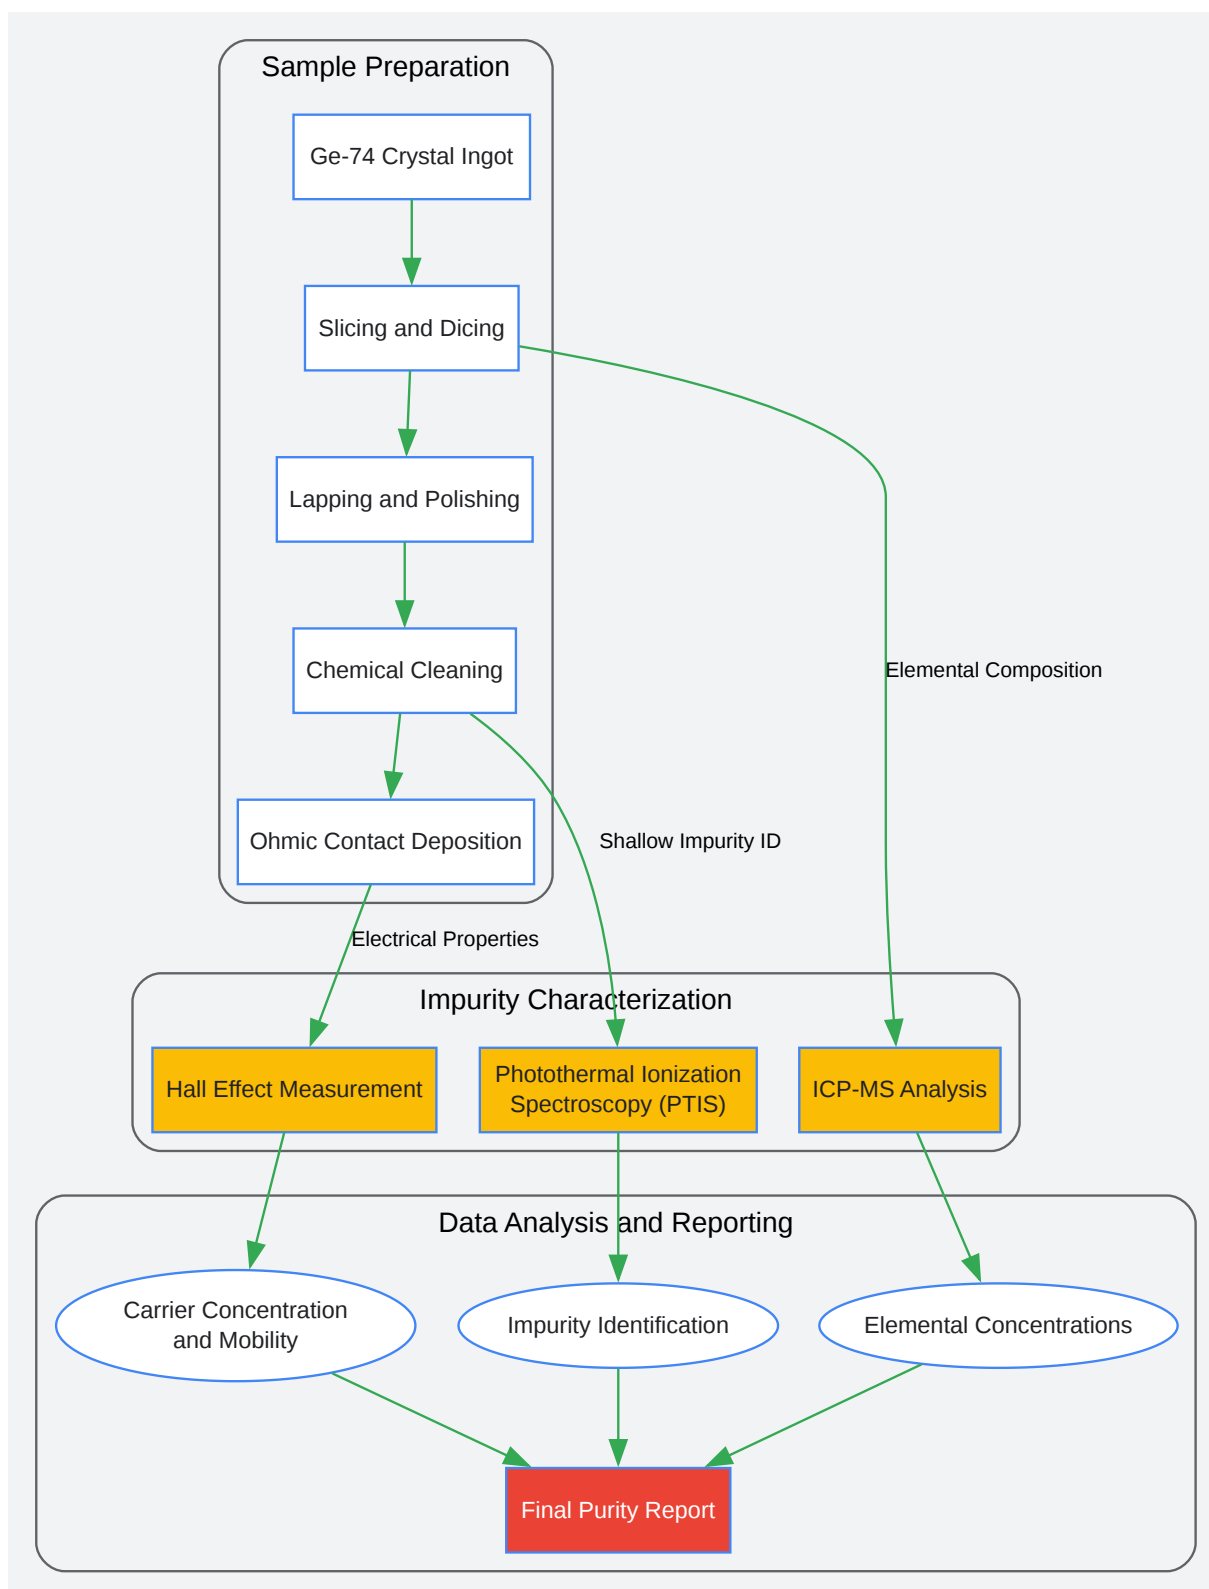 Sample Preparation
Ge-74 Crystal Ingot
Slicing and Dicing
Lapping and Polishing
Chemical Cleaning
Elemental Composition
Ohmic Contact Deposition
Shallow Impurity ID
Electrical Properties
Impurity Characterization
Hall Effect Measurement
Photothermal Ionization
Spectroscopy (PTIS)
ICP-MS Analysis
Data Analysis and Reporting
Carrier Concentration
and Mobility
Impurity Identification
Elemental Concentrations
Final Purity Report